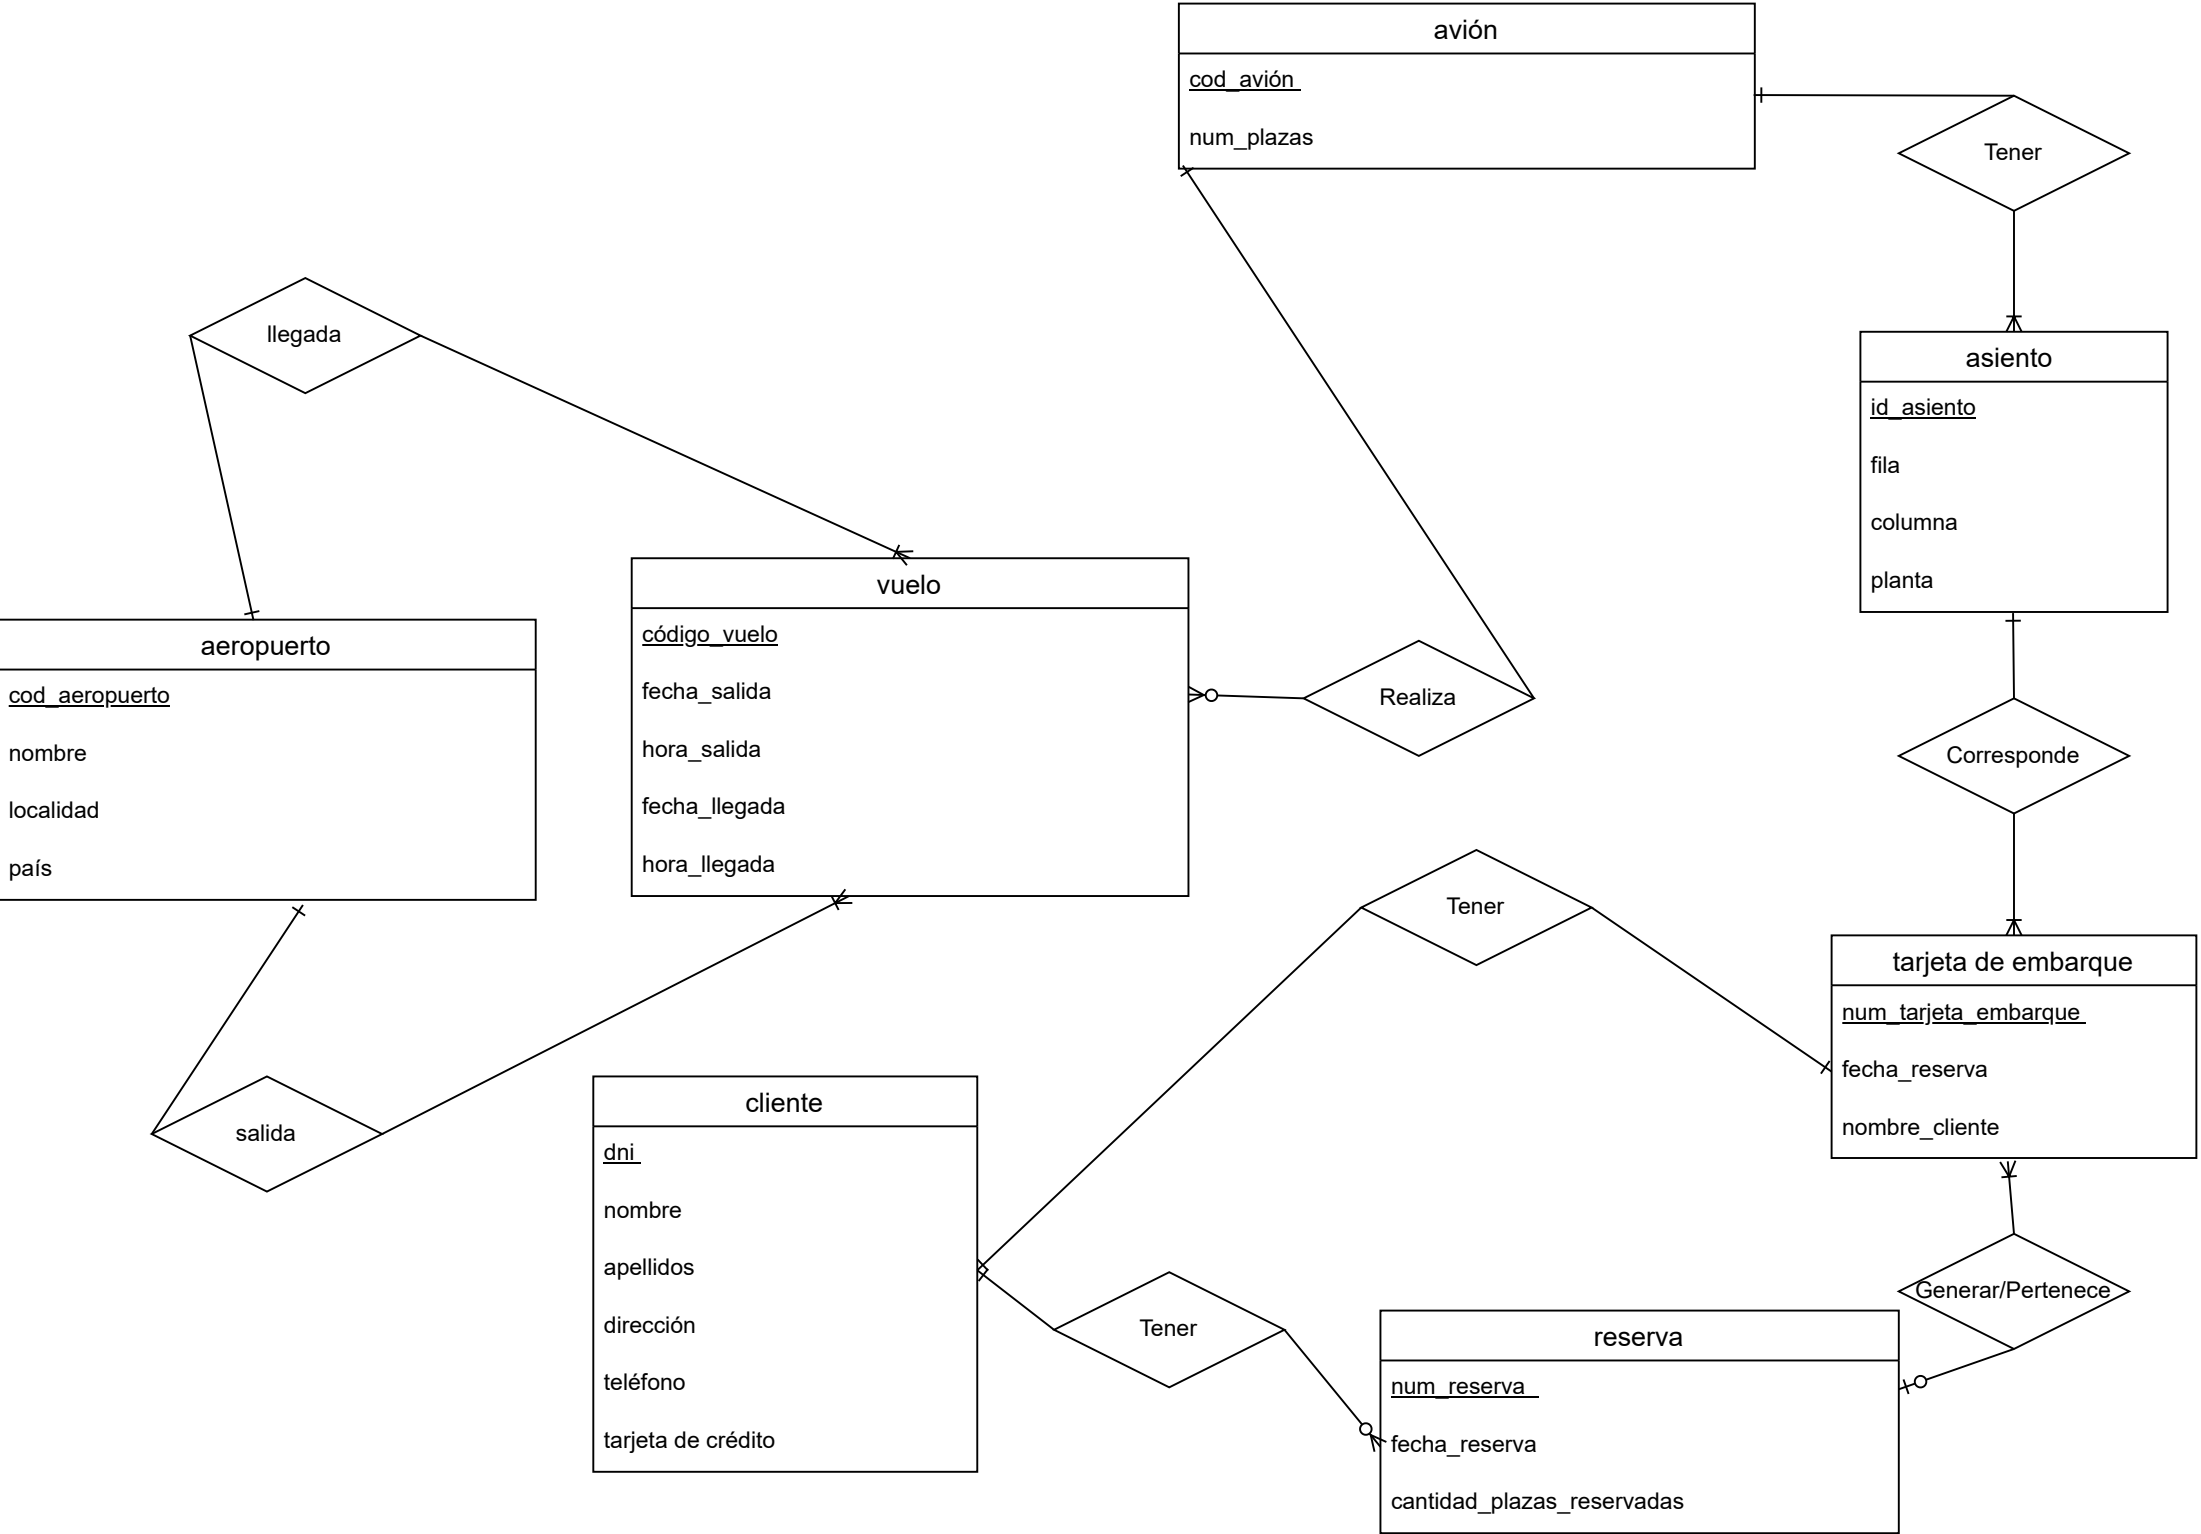 avión
cod_avión
num_plazas
Tener
llegada
asiento
id_asiento
fila
columna
planta
vuelo
código_vuelo
fecha_salida
hora_salida
fecha_llegada
hora_llegada
aeropuerto
cod_aeropuerto
nombre
localidad
país
Realiza
Corresponde
Tener
tarjeta de embarque
num_tarjeta_embarque
fecha_reserva
nombre_cliente
salida
cliente
dni
nombre
apellidos
dirección
teléfono
tarjeta de crédito
Tener
Generar/Pertenece
reserva
num_reserva
fecha_reserva
cantidad_plazas_reservadas